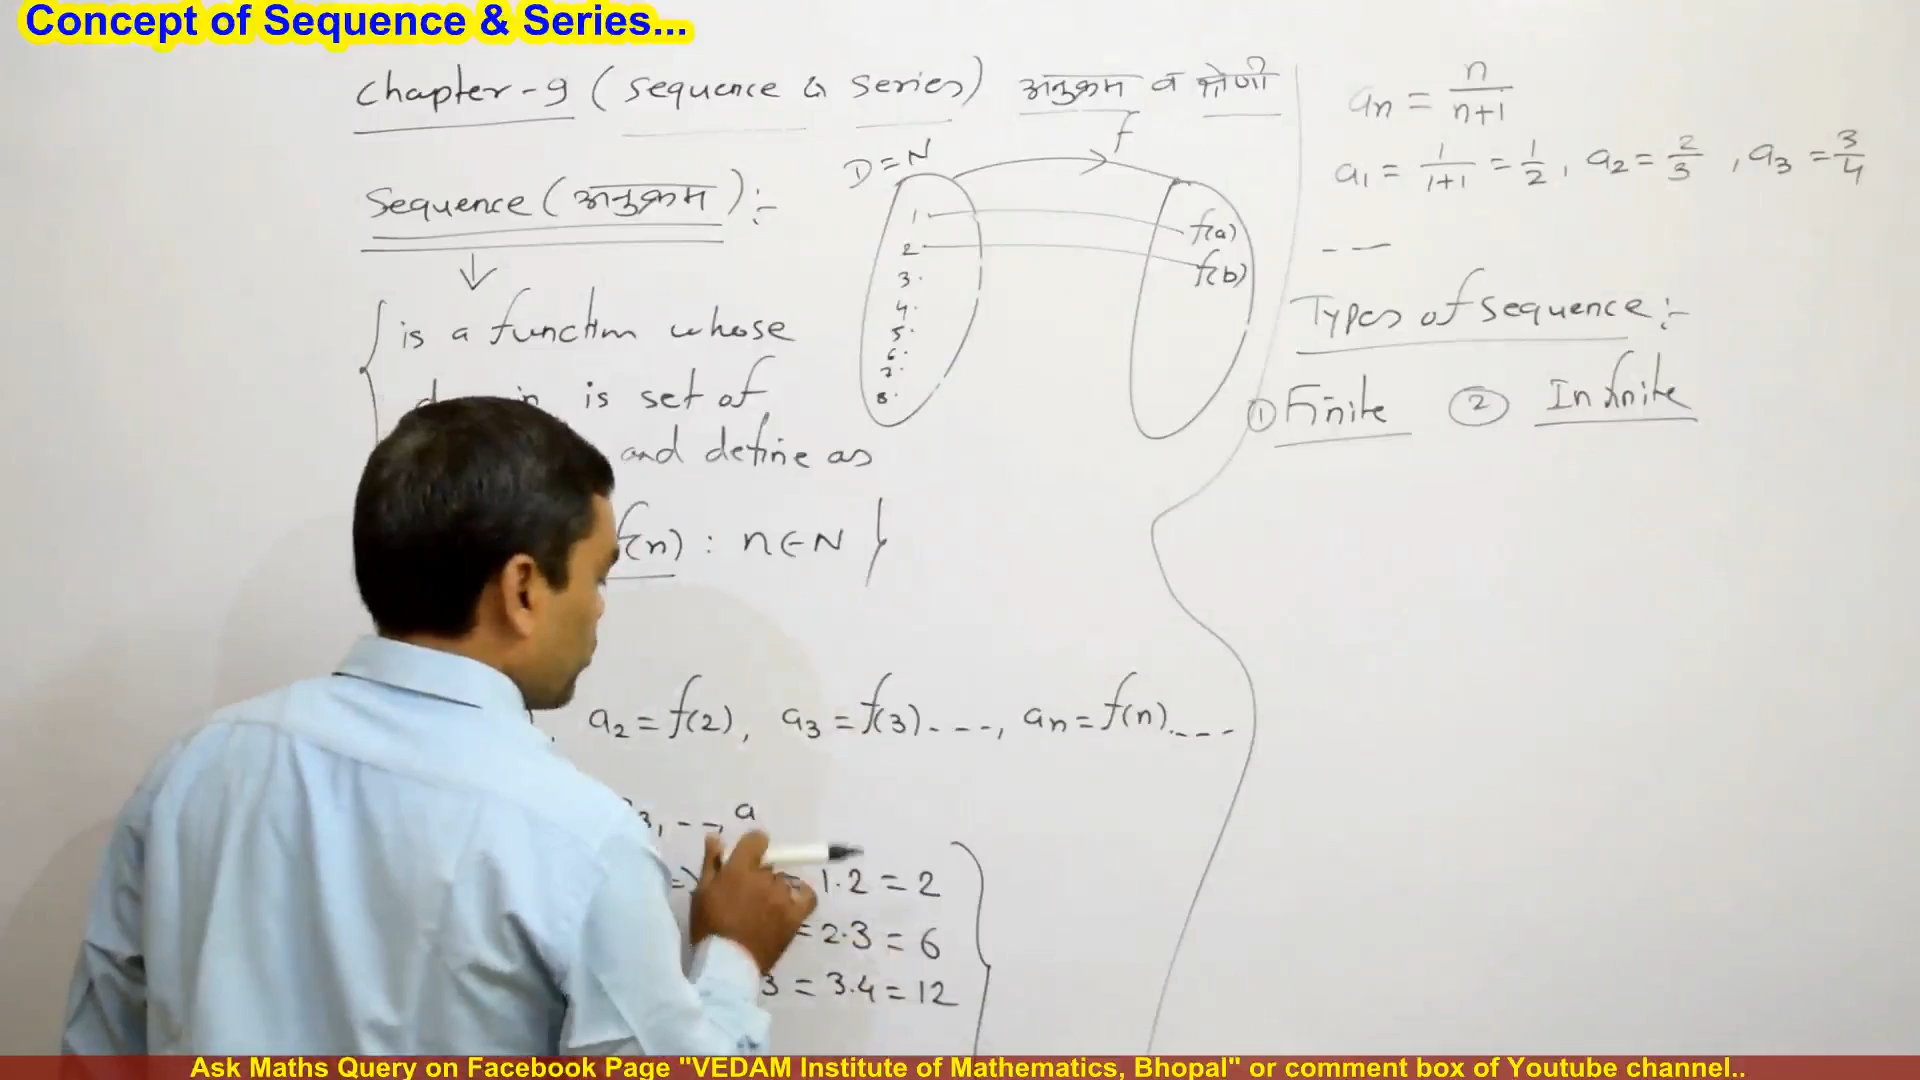 Concept of Sequence & Series...
Chapter-9 (Sequence & Series) अनुक्रम व श्रेणी
Sequence (अनुक्रम) :-
is a function whose
is set of
and define as
f(n) : n∈N }
a2 = f(2), a3 = f(3) - - -, an = f(n) - - - -
3, - -, a
= 1.2 = 2
= 2.3 = 6
3 = 3.4 = 12
D = N
f
1
2
3.
4.
5.
6.
7.
8.
f(a)
f(b)
an = n/n+1
a1 = 1/1+1 = 1/2, a2 = 2/3, a3 = 3/4
- -
Types of Sequence :-
① Finite ② Infinite
Ask Maths Query on Facebook Page "VEDAM Institute of Mathematics, Bhopal" or comment box of Youtube channel..